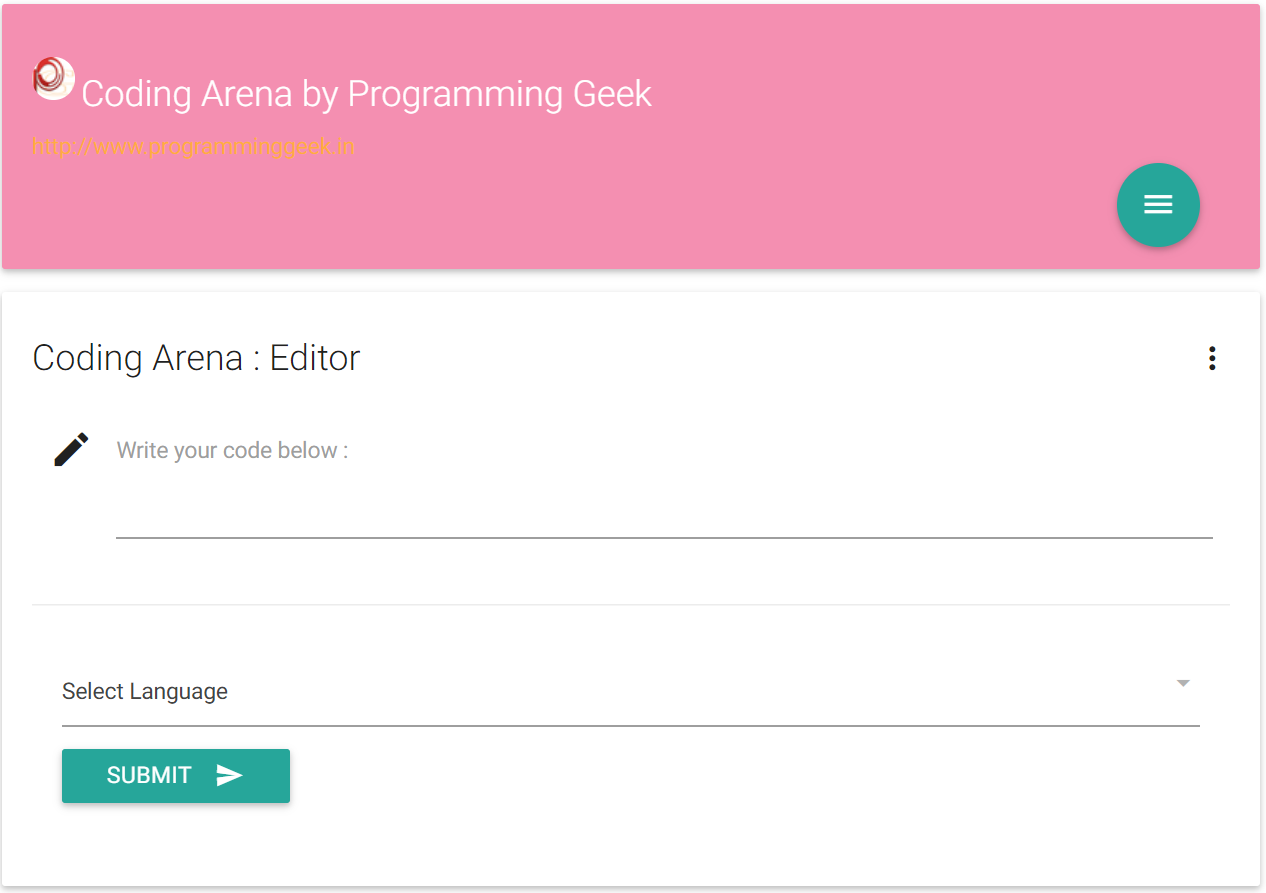 Coding Arena by Programming Geek
http://www.programminggeek.in
Coding Arena : Editor
Write your code below :
Select Language
SUBMIT